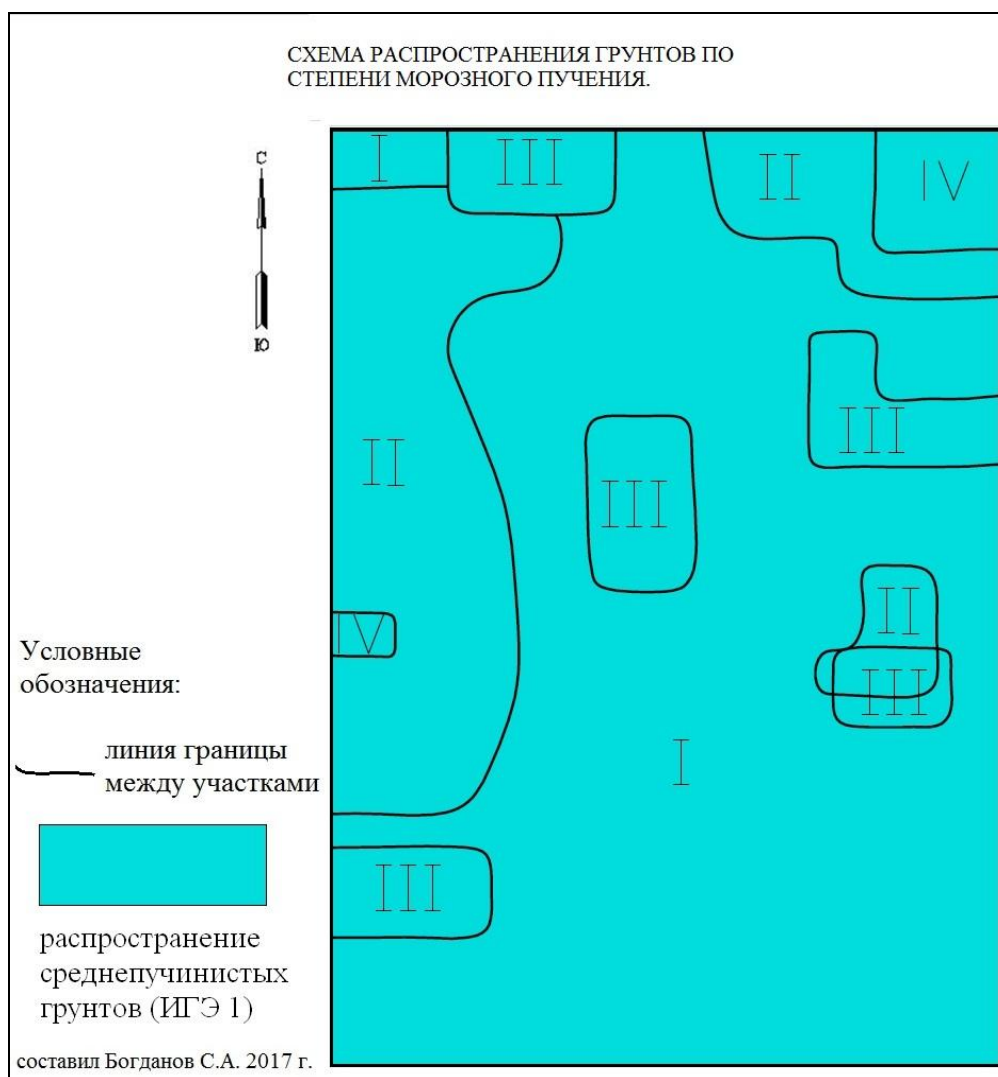 СХЕМА РАСПРОСТРАНЕНИЯ ГРУНТОВ ПО
СТЕПЕНИ МОРОЗНОГО ПУЧЕНИЯ.
С
Ю
I
III
II
IV
II
III
III
IV
II
III
I
III
Условные
обозначения:
линия границы
между участками
распространение
среднепучинистых
грунтов (ИГЭ 1)
составил Богданов С.А. 2017 г.